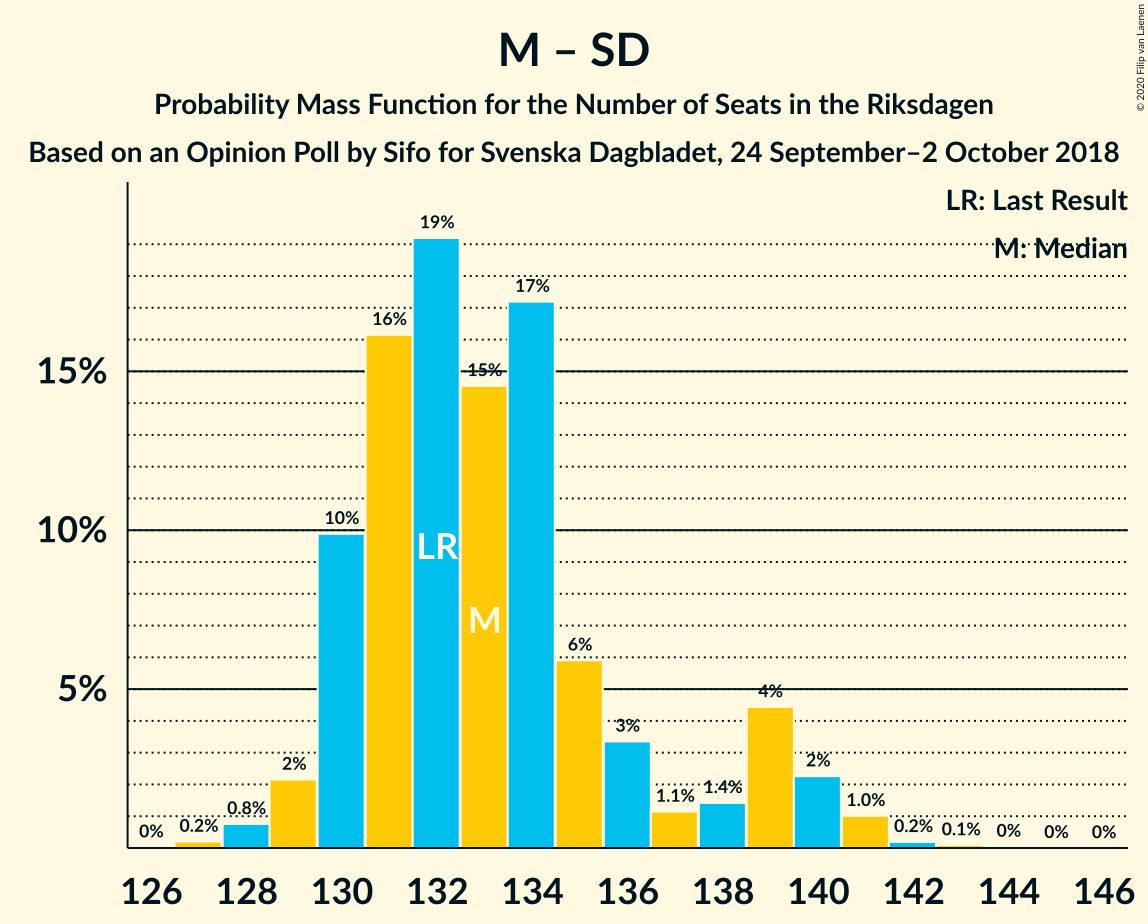 © 2020 Filip van Laenen
M – SD
Probability Mass Function for the Number of Seats in the Riksdagen
Based on an Opinion Poll by Sifo for Svenska Dagbladet, 24 September–2 October 2018
LR: Last Result
M: Median
15%
10%
5%
0%
0.2%
0.8%
2%
10%
16%
19%
15%
17%
6%
3%
1.1%
1.4%
4%
2%
1.0%
0.2%
0.1%
0%
0%
0%
LR
M
126 128 130 132 134 136 138 140 142 144 146